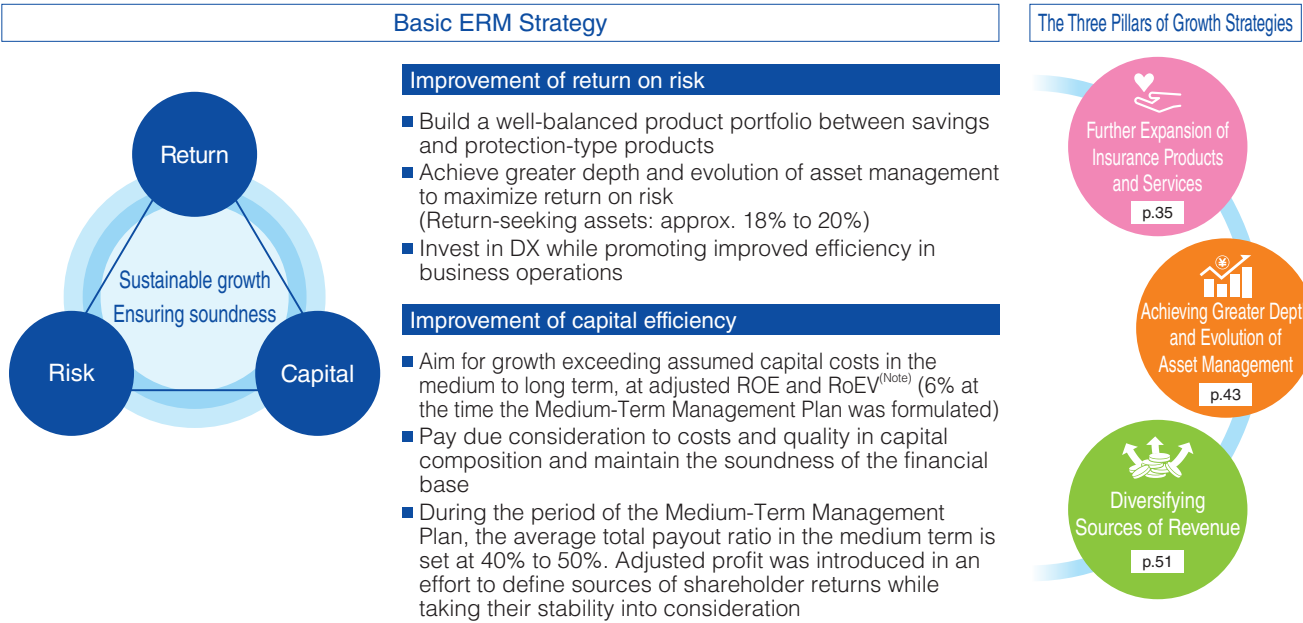 Basic ERM Strategy
Return
Sustainable growth
Ensuring soundness
Risk
Capital
Improvement of return on risk
■ Build a well-balanced product portfolio between savings
and protection-type products
■ Achieve greater depth and evolution of asset management
to maximize return on risk
(Return-seeking assets: approx. 18% to 20%)
■ Invest in DX while promoting improved efficiency in
business operations
Improvement of capital efficiency
■ Aim for growth exceeding assumed capital costs in the
medium to long term, at adjusted ROE and RoEV(Note) (6% at
the time the Medium-Term Management Plan was formulated)
■ Pay due consideration to costs and quality in capital
composition and maintain the soundness of the financial
base
■ During the period of the Medium-Term Management
Plan, the average total payout ratio in the medium term is
set at 40% to 50%. Adjusted profit was introduced in an
effort to define sources of shareholder returns while
taking their stability into consideration
The Three Pillars of Growth Strategies
Further Expansion of
Insurance Products
and Services
p.35
¥
Achieving Greater Dept
and Evolution of
Asset Management
p.43
Diversifying
Sources of Revenue
p.51